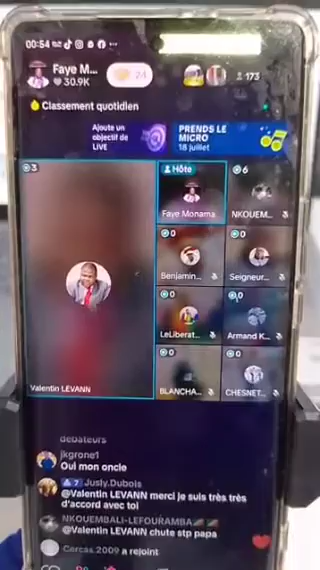 00:54
Faye M...
30.9K
24
173
Classement quotidien
Ajoute un
objectif de
LIVE
PRENDS LE
MICRO
18 juillet
3
Hôte
Faye Monama
6
NKOUEM...
0
Benjamin...
0
Seigneur...
0
LeLiberat...
0
Armand K...
0
BLANCHA...
0
CHESNET...
Valentin LEVANN
debateurs
jkgrone1
Oui mon oncle
7 Jusly.Dubois
@Valentin LEVANN merci je suis très très
d'accord avec toi
NKOUEMBALI-LEFOURAMBA
@Valentin LEVANN chute stp papa
Carcas.2009 a rejoint